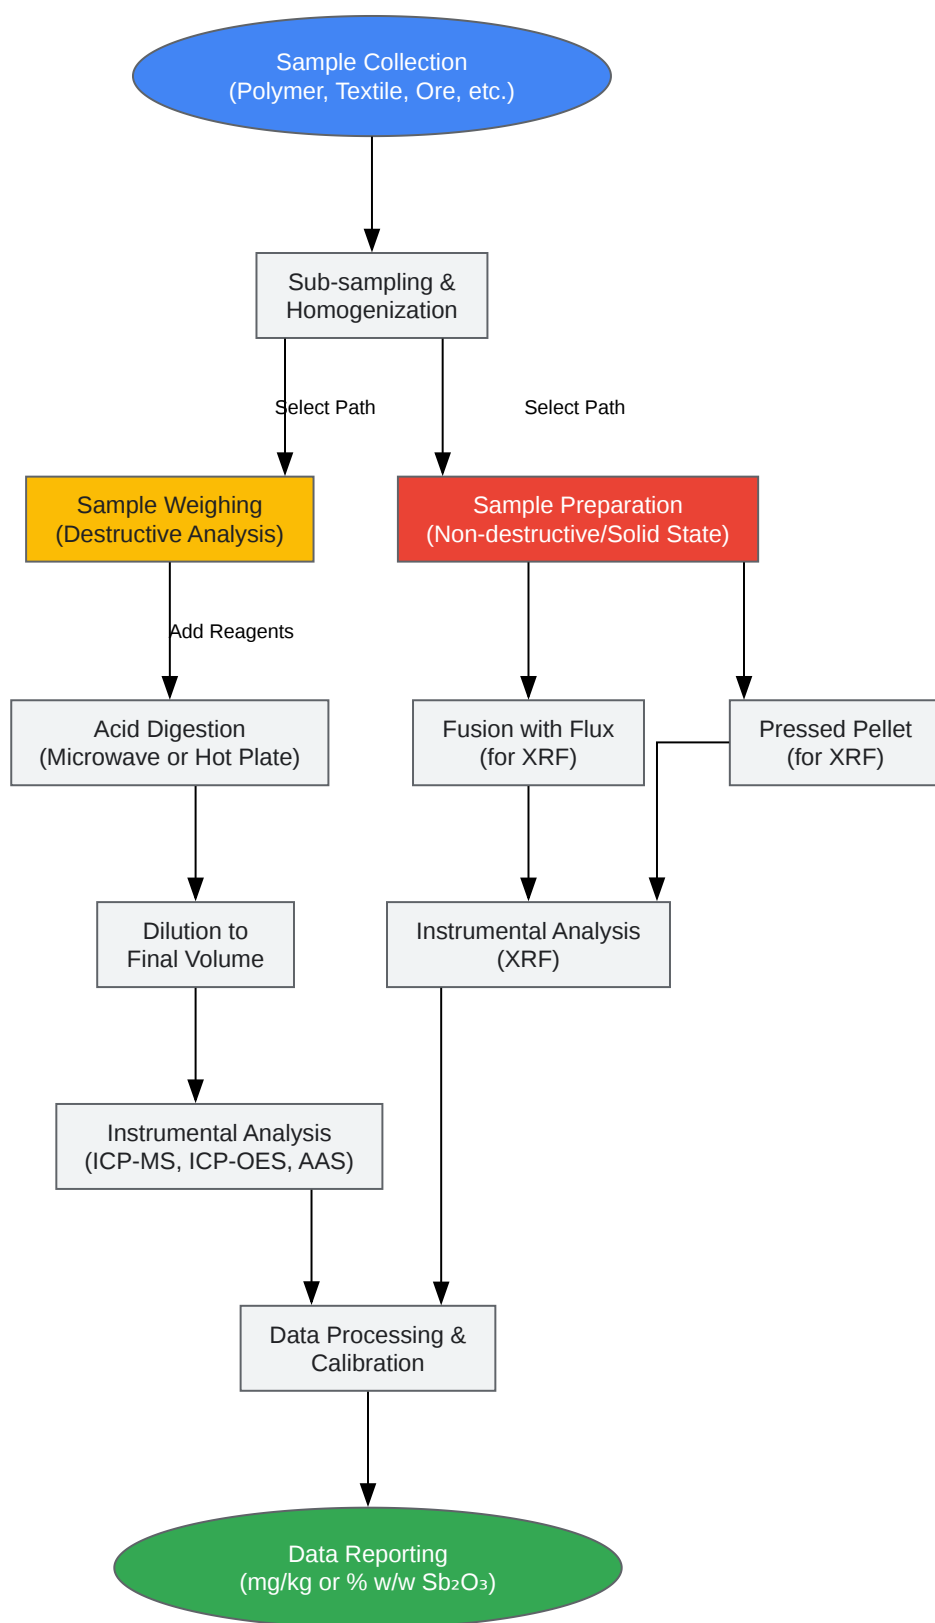 Sample Collection
(Polymer, Textile, Ore, etc.)
Sub-sampling &
Homogenization
Select Path
Select Path
Sample Weighing
(Destructive Analysis)
Sample Preparation
(Non-destructive/Solid State)
Add Reagents
Acid Digestion
(Microwave or Hot Plate)
Fusion with Flux
(for XRF)
Pressed Pellet
(for XRF)
Dilution to
Final Volume
Instrumental Analysis
(XRF)
Instrumental Analysis
(ICP-MS, ICP-OES, AAS)
Data Processing &
Calibration
Data Reporting
(mg/kg or % w/w Sb₂O₃)